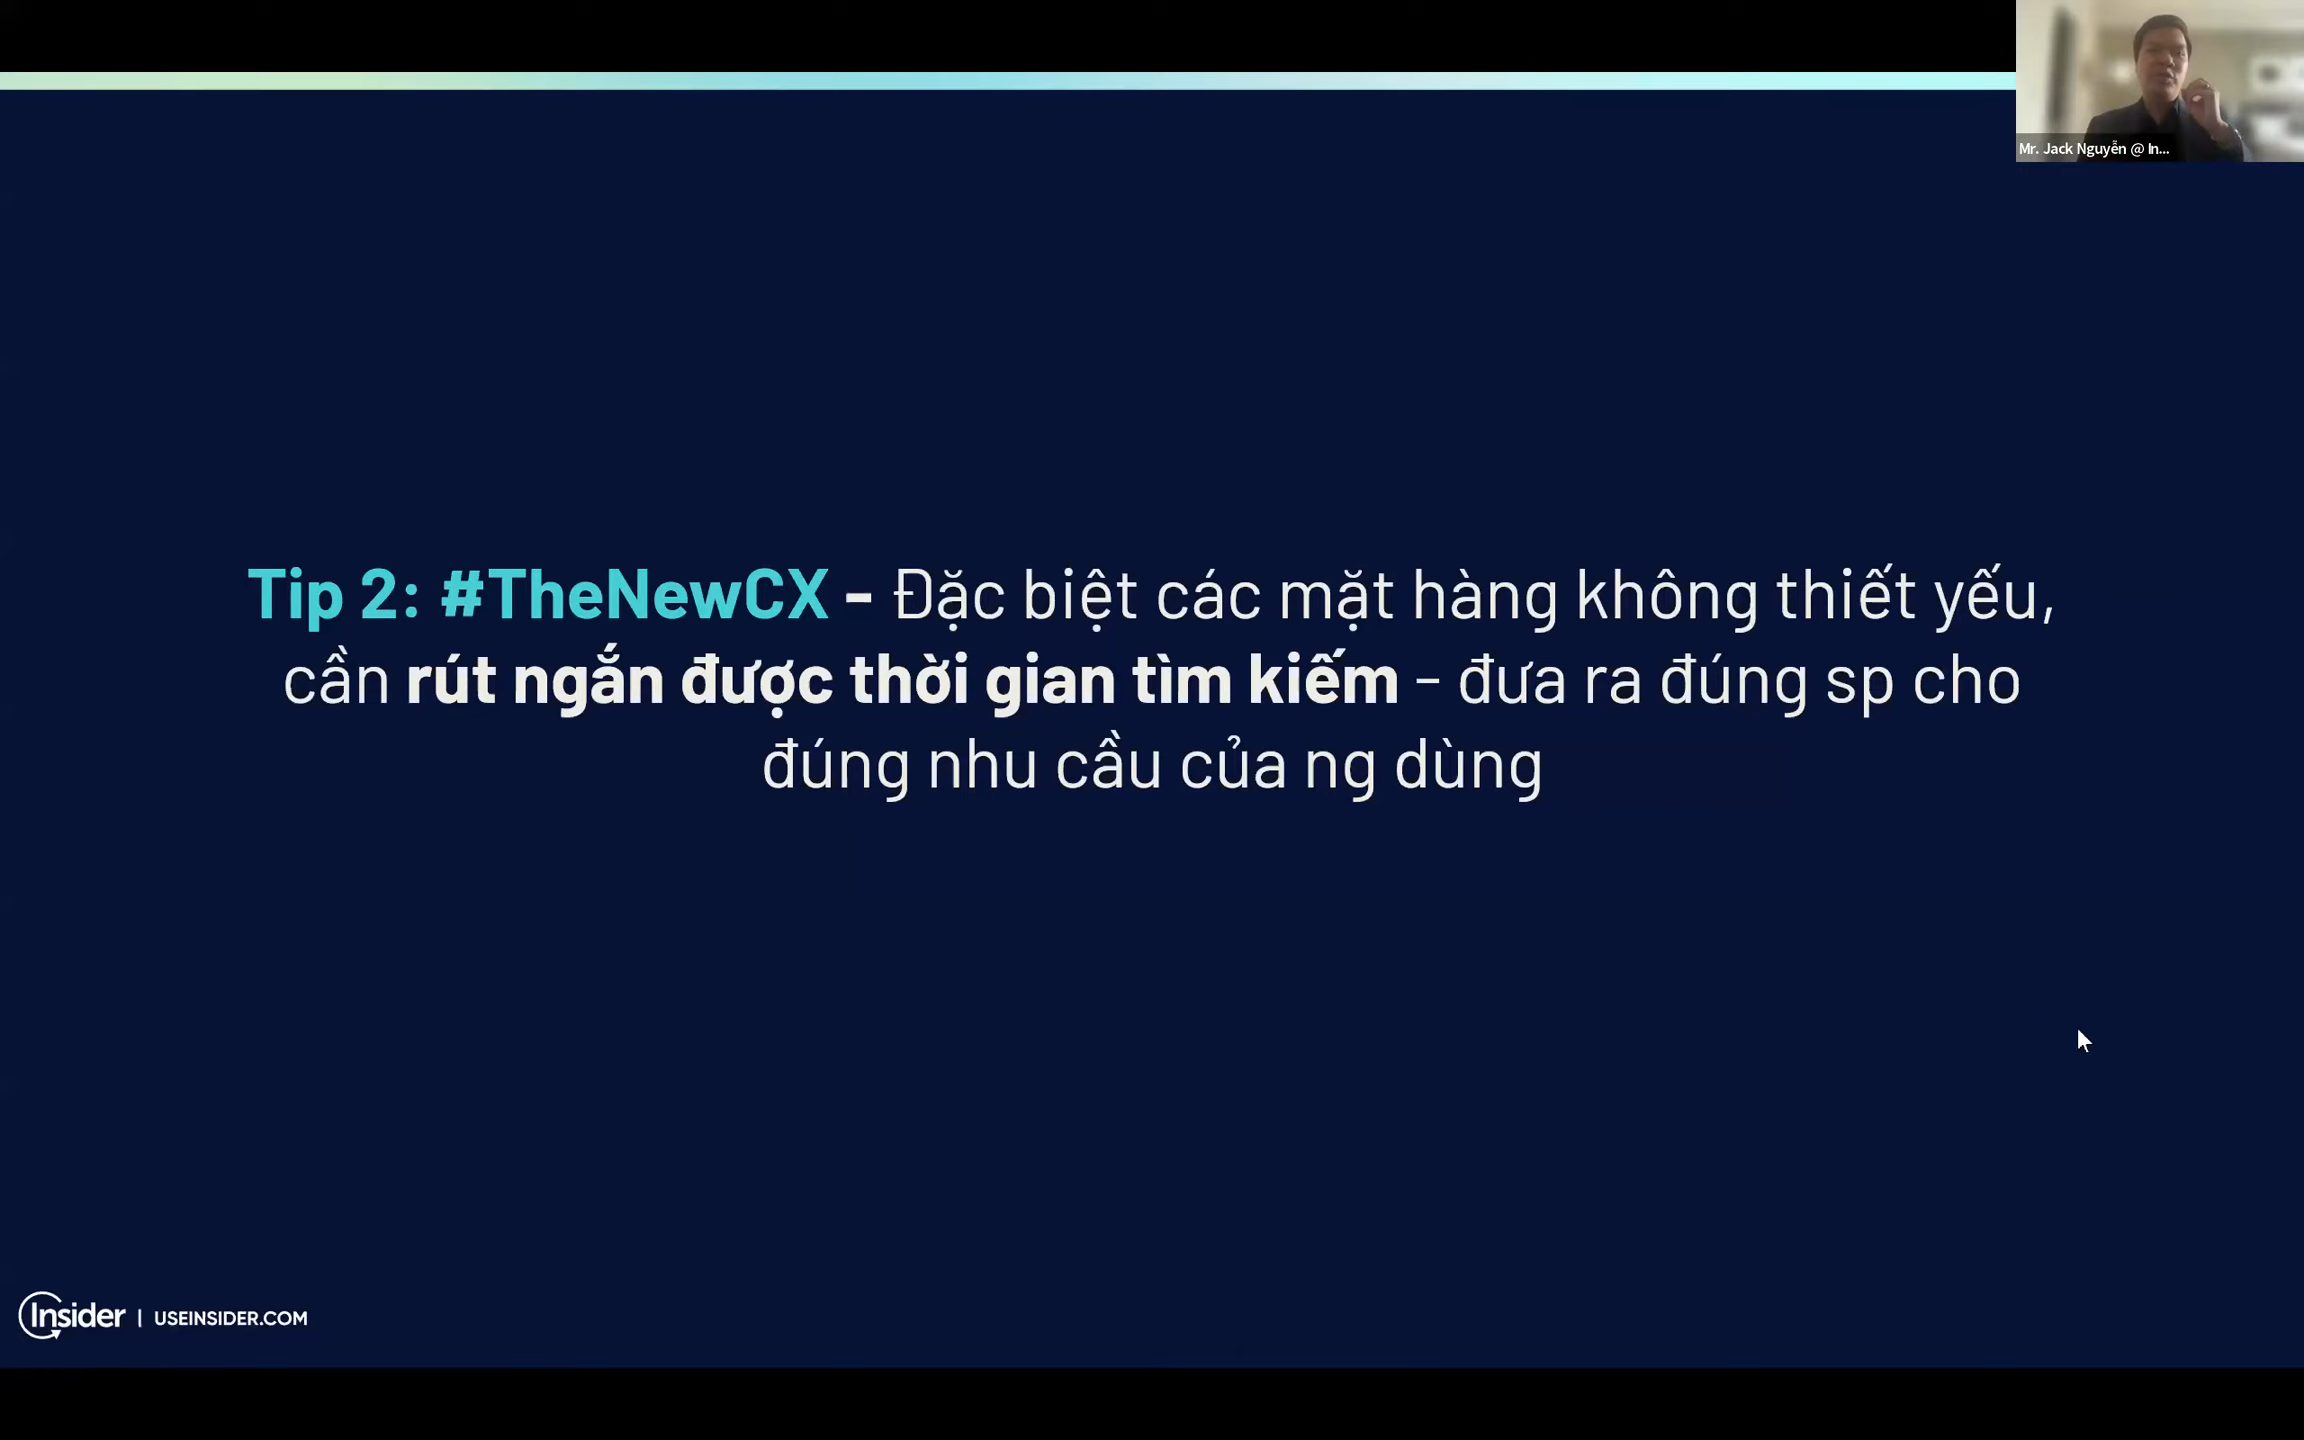 Mr. Jack Nguyễn @ In...
Tip 2: #TheNewCX - Đặc biệt các mặt hàng không thiết yếu,
cần rút ngắn được thời gian tìm kiếm - đưa ra đúng sp cho
đúng nhu cầu của ng dùng
Insider | USEINSIDER.COM